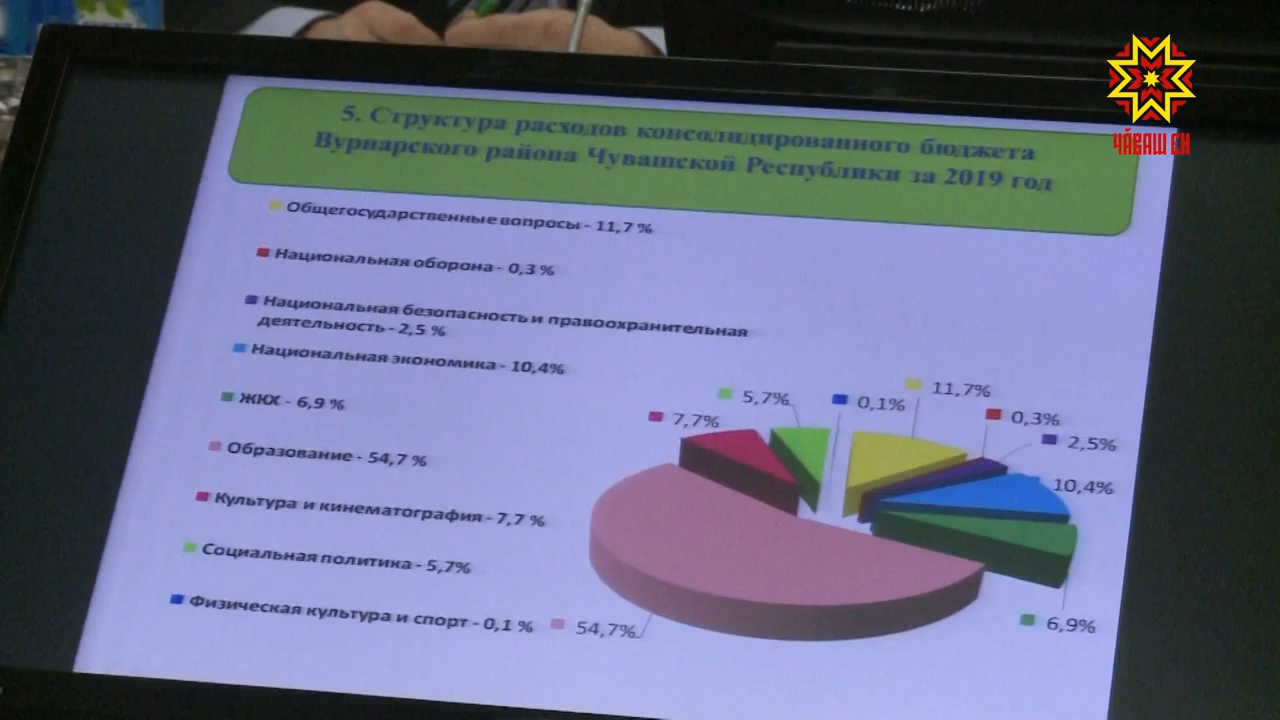 ЧĂВАШ ЕН
5. Структура расходов консолидированного бюджета
Вурнарского района Чувашской Республики за 2019 год
Общегосударственные вопросы - 11,7 %
Национальная оборона - 0,3 %
Национальная безопасность и правоохранительная
деятельность - 2,5 %
Национальная экономика - 10,4%
ЖКХ - 6,9 %
Образование - 54,7 %
Культура и кинематография - 7,7 %
Социальная политика - 5,7%
Физическая культура и спорт - 0,1 %
7,7%
5,7%
0,1%
11,7%
0,3%
2,5%
10,4%
6,9%
54,7%